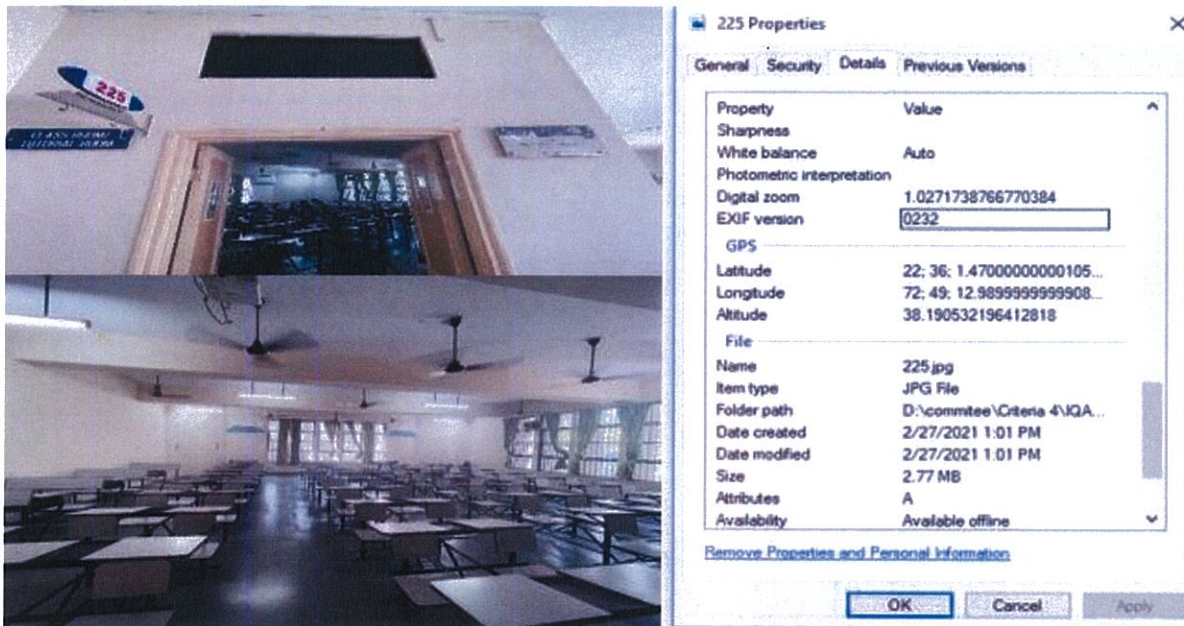 225
CLASS ROOM/
TUTORIAL ROOM
225 Properties
General Security Details Previous Versions
Property Value
Sharpness
White balance Auto
Photometric interpretation
Digital zoom 1.0271738766770384
EXIF version 0232
GPS
Latitude 22; 36; 1.47000000000105...
Longitude 72; 49; 12.9899999999908...
Altitude 38.190532196412818
File
Name 225.jpg
Item type JPG File
Folder path D:\commitee\Criteria 4\IQA...
Date created 2/27/2021 1:01 PM
Date modified 2/27/2021 1:01 PM
Size 2.77 MB
Attributes A
Availability Available offline
Remove Properties and Personal Information
OK Cancel Apply